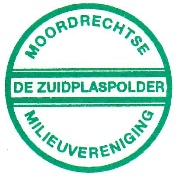 MOORDRECHTSE
DE ZUIDPLASPOLDER
MILIEUVERENIGING